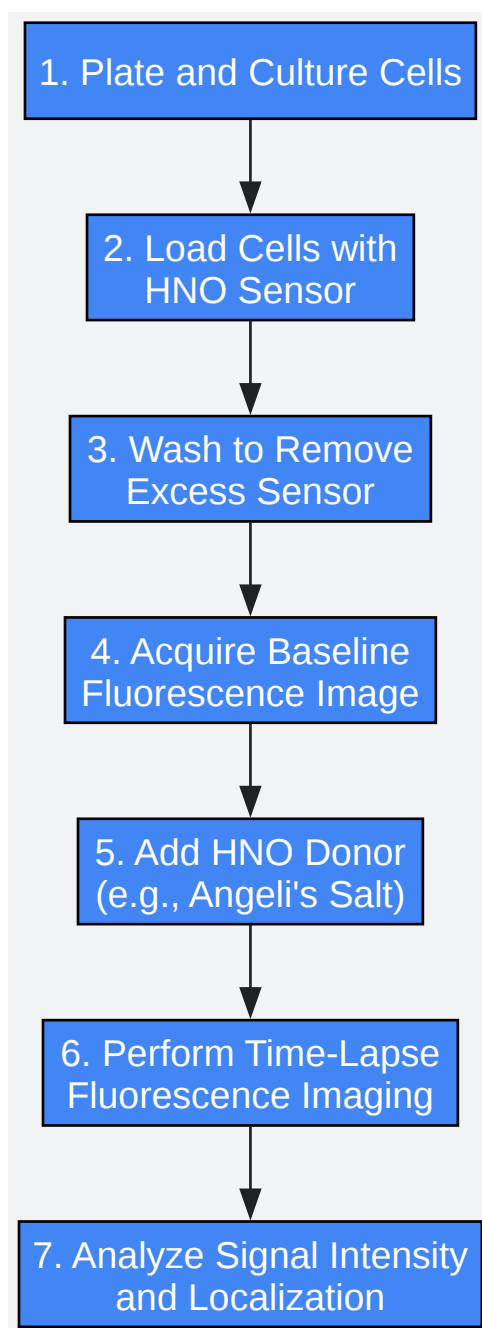 1. Plate and Culture Cells
2. Load Cells with
HNO Sensor
3. Wash to Remove
Excess Sensor
4. Acquire Baseline
Fluorescence Image
5. Add HNO Donor
(e.g., Angeli's Salt)
6. Perform Time-Lapse
Fluorescence Imaging
7. Analyze Signal Intensity
and Localization